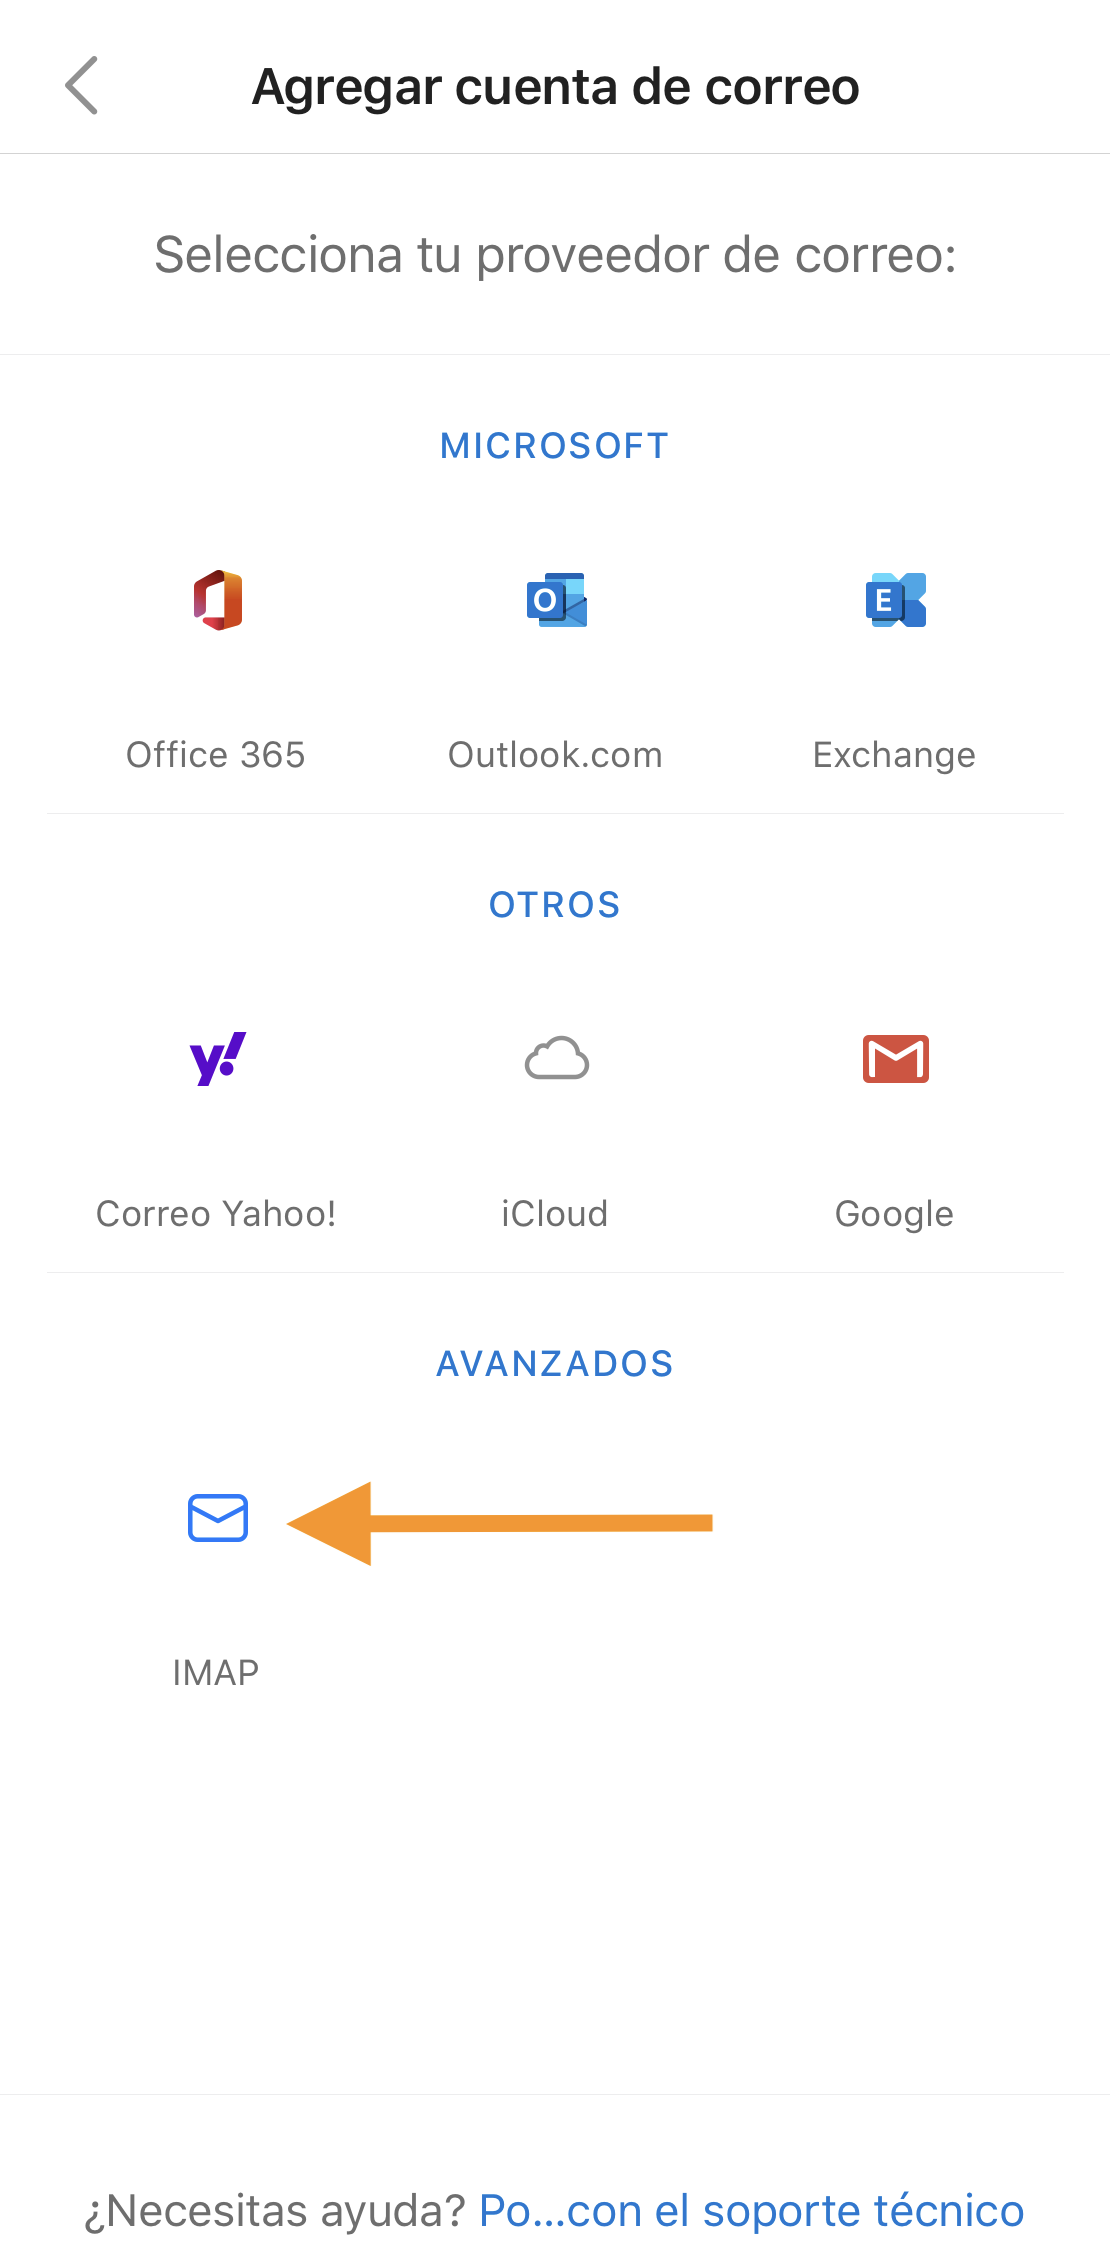 Agregar cuenta de correo
Selecciona tu proveedor de correo:
MICROSOFT
O
E
Office 365
Outlook.com
Exchange
OTROS
y!
Correo Yahoo!
iCloud
Google
AVANZADOS
IMAP
¿Necesitas ayuda? Po...con el soporte técnico